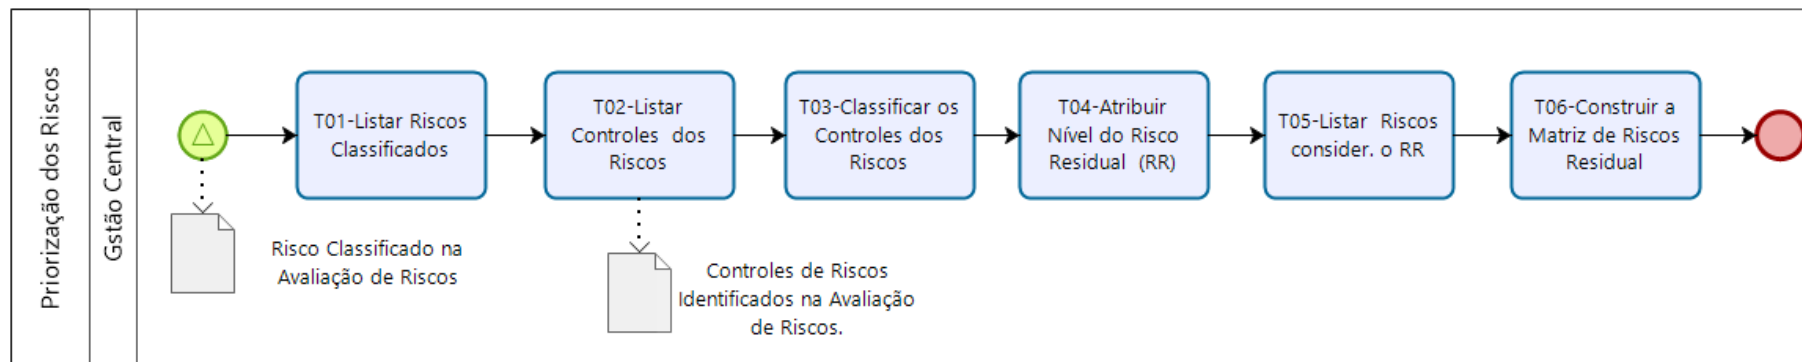 Priorização dos Riscos
Gstão Central
T01-Listar Riscos
Classificados
T02-Listar
Controles dos
Riscos
T03-Classificar os
Controles dos
Riscos
T04-Atribuir
Nível do Risco
Residual (RR)
T05-Listar Riscos
consider. o RR
T06-Construir a
Matriz de Riscos
Residual
Risco Classificado na
Avaliação de Riscos
Controles de Riscos
Identificados na Avaliação
de Riscos.